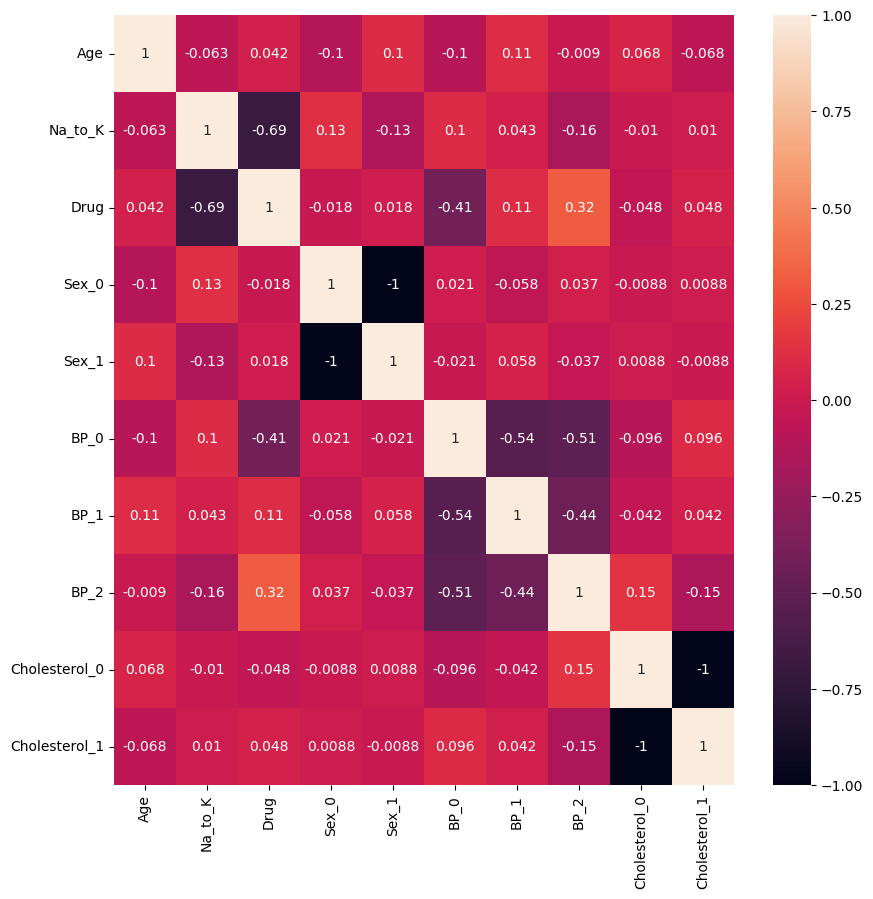 Age 1 -0.063 0.042 -0.1 0.1 -0.1 0.11 -0.009 0.068 -0.068
Na_to_K -0.063 1 -0.69 0.13 -0.13 0.1 0.043 -0.16 -0.01 0.01
Drug 0.042 -0.69 1 -0.018 0.018 -0.41 0.11 0.32 -0.048 0.048
Sex_0 -0.1 0.13 -0.018 1 -1 0.021 -0.058 0.037 -0.0088 0.0088
Sex_1 0.1 -0.13 0.018 -1 1 -0.021 0.058 -0.037 0.0088 -0.0088
BP_0 -0.1 0.1 -0.41 0.021 -0.021 1 -0.54 -0.51 -0.096 0.096
BP_1 0.11 0.043 0.11 -0.058 0.058 -0.54 1 -0.44 -0.042 0.042
BP_2 -0.009 -0.16 0.32 0.037 -0.037 -0.51 -0.44 1 0.15 -0.15
Cholesterol_0 0.068 -0.01 -0.048 -0.0088 0.0088 -0.096 -0.042 0.15 1 -1
Cholesterol_1 -0.068 0.01 0.048 0.0088 -0.0088 0.096 0.042 -0.15 -1 1
Age
Na_to_K
Drug
Sex_0
Sex_1
BP_0
BP_1
BP_2
Cholesterol_0
Cholesterol_1
1.00
0.75
0.50
0.25
0.00
−0.25
−0.50
−0.75
−1.00